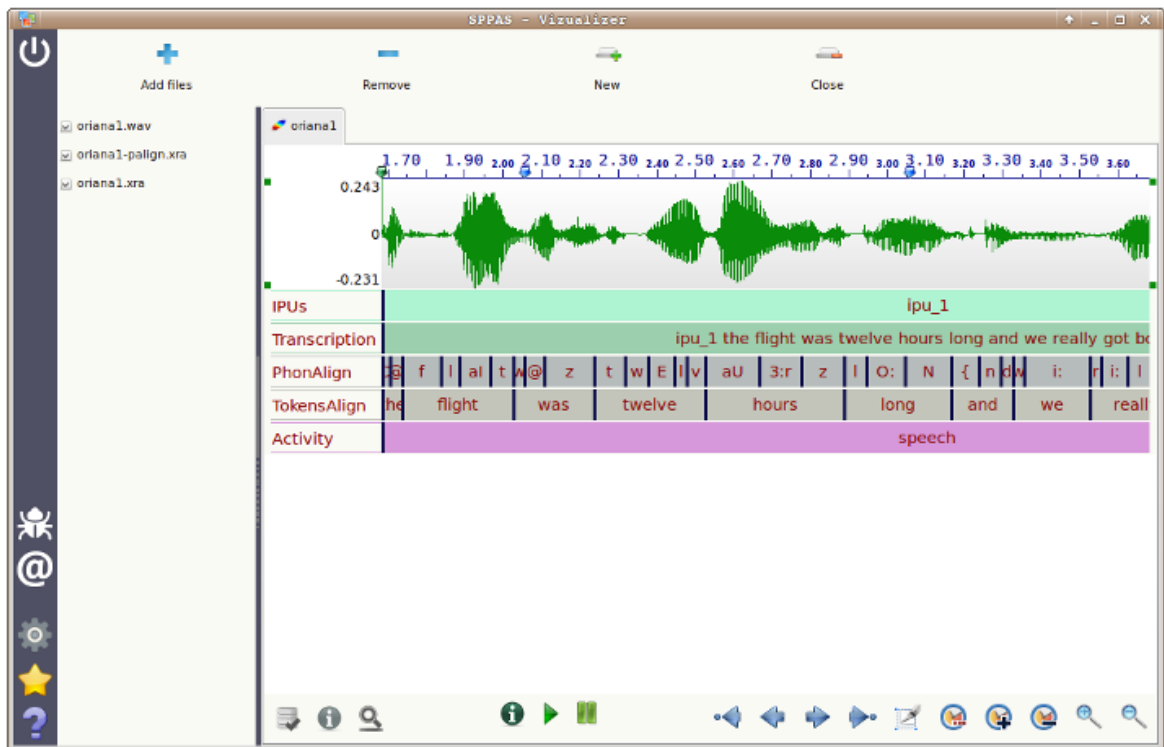 SPPAS - Vizualizer
Add files Remove New Close
oriana1.wav
oriana1-palign.xra
oriana1.xra
oriana1
1.70 1.90 2.00 2.10 2.20 2.30 2.40 2.50 2.60 2.70 2.80 2.90 3.00 3.10 3.20 3.30 3.40 3.50 3.60
0.243
0
-0.231
IPUs ipu_1
Transcription ipu_1 the flight was twelve hours long and we really got
PhonAlign @ f l aI t w @ z t w E l v aU 3:r z l O: N { n d w i: r i: l
TokensAlign he flight was twelve hours long and we reall
Activity speech
@
?